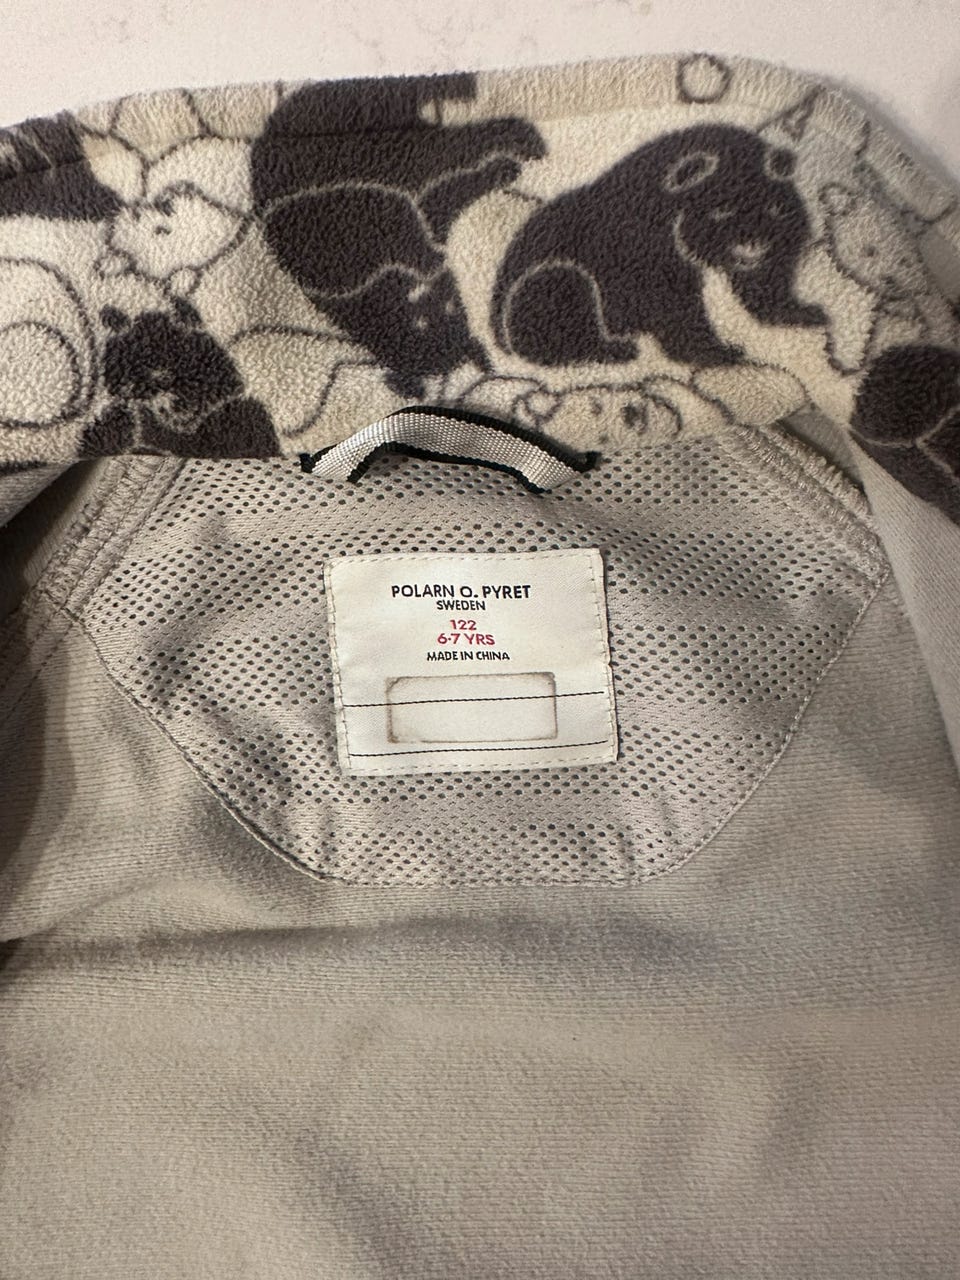 POLARN O. PYRET
SWEDEN
122
6-7 YRS
MADE IN CHINA